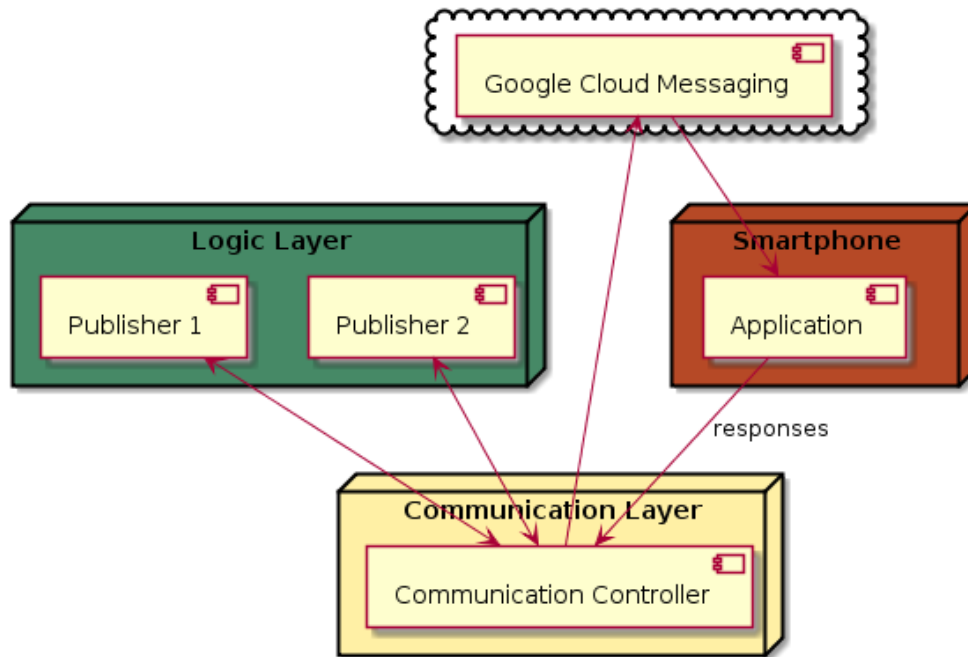 Google Cloud Messaging
Logic Layer
Smartphone
Publisher 1
Publisher 2
Application
responses
Communication Layer
Communication Controller